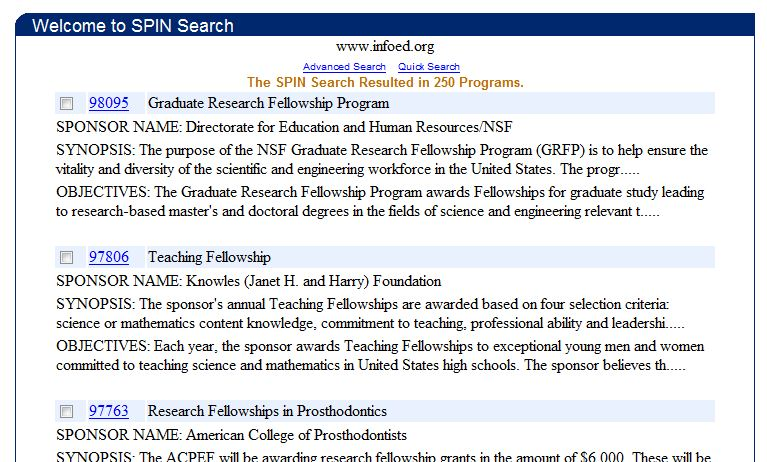 Welcome to SPIN Search
www.infoed.org
Advanced Search Quick Search
The SPIN Search Resulted in 250 Programs.
98095 Graduate Research Fellowship Program
SPONSOR NAME: Directorate for Education and Human Resources/NSF
SYNOPSIS: The purpose of the NSF Graduate Research Fellowship Program (GRFP) is to help ensure the
vitality and diversity of the scientific and engineering workforce in the United States. The progr.....
OBJECTIVES: The Graduate Research Fellowship Program awards Fellowships for graduate study leading
to research-based master's and doctoral degrees in the fields of science and engineering relevant t.....
97806 Teaching Fellowship
SPONSOR NAME: Knowles (Janet H. and Harry) Foundation
SYNOPSIS: The sponsor's annual Teaching Fellowships are awarded based on four selection criteria:
science or mathematics content knowledge, commitment to teaching, professional ability and leadershi.....
OBJECTIVES: Each year, the sponsor awards Teaching Fellowships to exceptional young men and women
committed to teaching science and mathematics in United States high schools. The sponsor believes th.....
97763 Research Fellowships in Prosthodontics
SPONSOR NAME: American College of Prosthodontists
SYNOPSIS: The ACPEF will be awarding research fellowship grants in the amount of $6,000. These will be